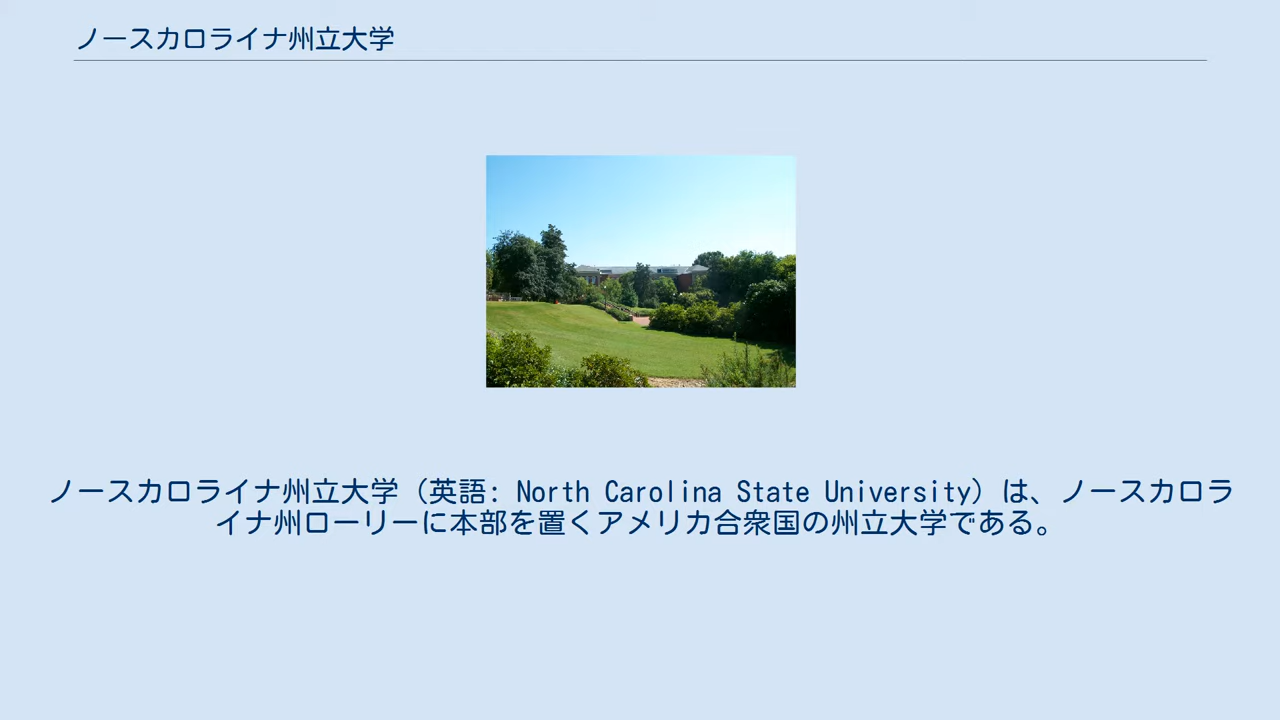 ノースカロライナ州立大学
ノースカロライナ州立大学（英語: North Carolina State University）は、ノースカロラ
イナ州ローリーに本部を置くアメリカ合衆国の州立大学である。